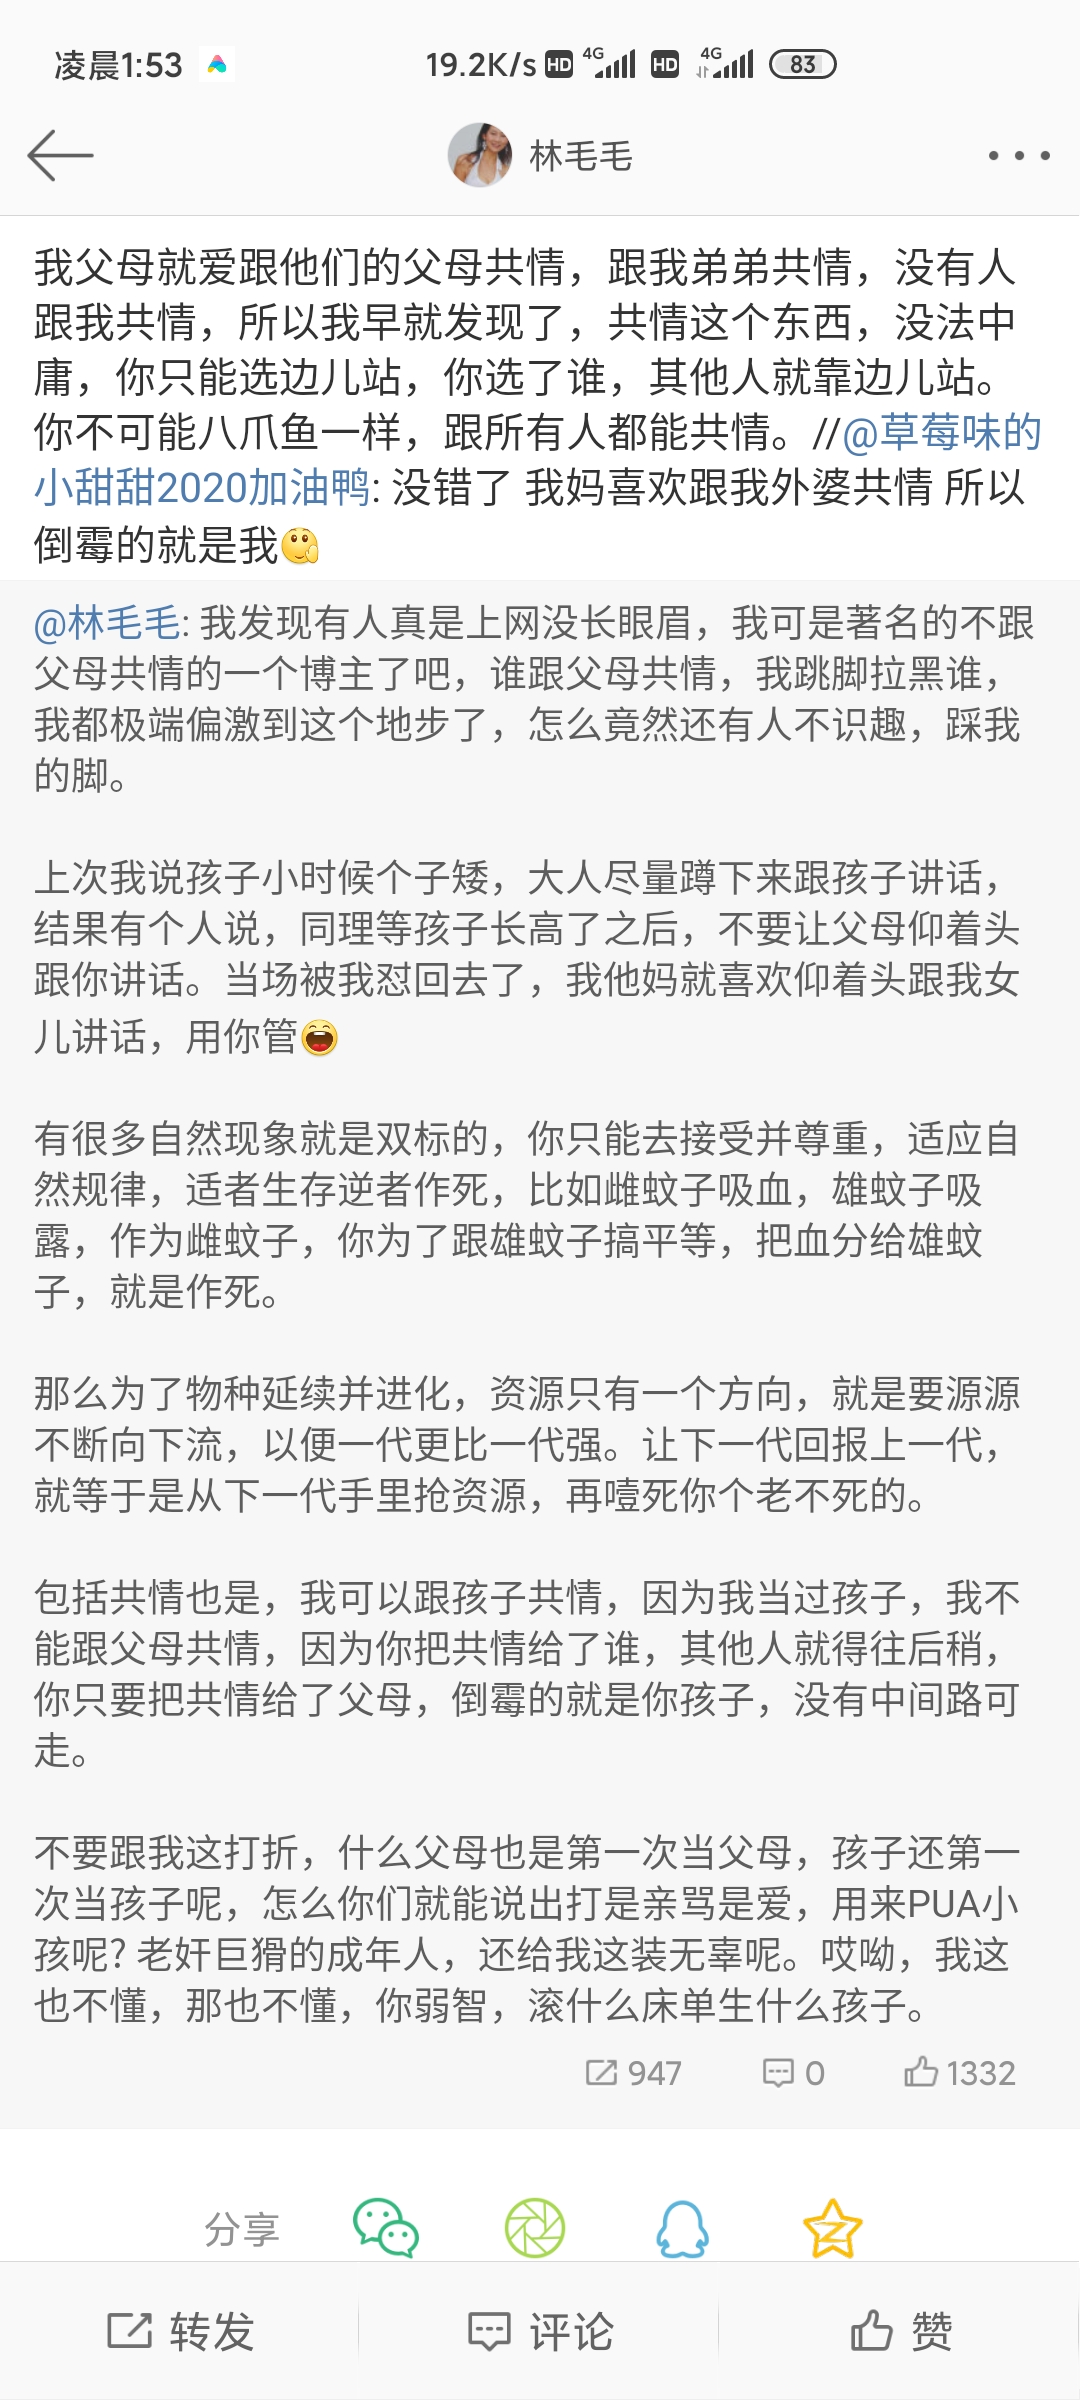 凌晨1:53
19.2K/s HD 4G HD 4G 83
林毛毛
我父母就爱跟他们的父母共情，跟我弟弟共情，没有人
跟我共情，所以我早就发现了，共情这个东西，没法中
庸，你只能选边儿站，你选了谁，其他人就靠边儿站。
你不可能八爪鱼一样，跟所有人都能共情。//@草莓味的
小甜甜2020加油鸭: 没错了 我妈喜欢跟我外婆共情 所以
倒霉的就是我
@林毛毛: 我发现有人真是上网没长眼眉，我可是著名的不跟
父母共情的一个博主了吧，谁跟父母共情，我跳脚拉黑谁，
我都极端偏激到这个地步了，怎么竟然还有人不识趣，踩我
的脚。
上次我说孩子小时候个子矮，大人尽量蹲下来跟孩子讲话，
结果有个人说，同理等孩子长高了之后，不要让父母仰着头
跟你讲话。当场被我怼回去了，我他妈就喜欢仰着头跟我女
儿讲话，用你管
有很多自然现象就是双标的，你只能去接受并尊重，适应自
然规律，适者生存逆者作死，比如雌蚊子吸血，雄蚊子吸
露，作为雌蚊子，你为了跟雄蚊子搞平等，把血分给雄蚊
子，就是作死。
那么为了物种延续并进化，资源只有一个方向，就是要源源
不断向下流，以便一代更比一代强。让下一代回报上一代，
就等于是从下一代手里抢资源，再噎死你个老不死的。
包括共情也是，我可以跟孩子共情，因为我当过孩子，我不
能跟父母共情，因为你把共情给了谁，其他人就得往后稍，
你只要把共情给了父母，倒霉的就是你孩子，没有中间路可
走。
不要跟我这打折，什么父母也是第一次当父母，孩子还第一
次当孩子呢，怎么你们就能说出打是亲骂是爱，用来PUA小
孩呢? 老奸巨猾的成年人，还给我这装无辜呢。哎呦，我这
也不懂，那也不懂，你弱智，滚什么床单生什么孩子。
947 0 1332
分享
转发 评论 赞